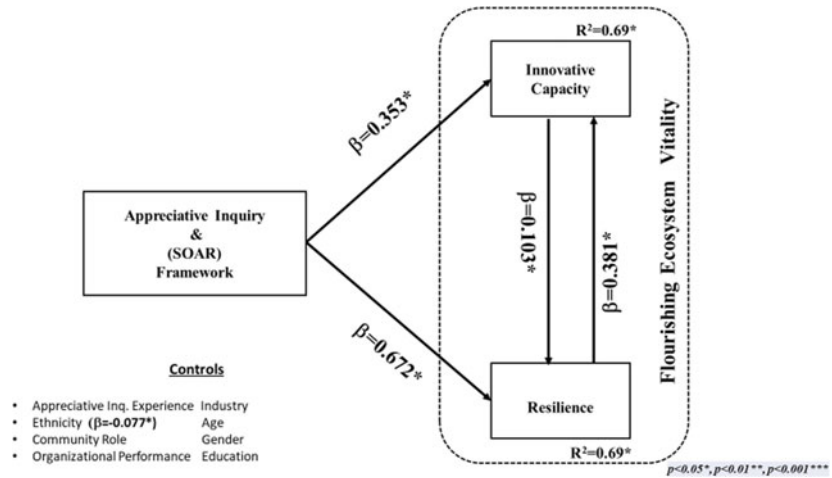 R²=0.69*
Innovative
Capacity
β=0.353*
Appreciative Inquiry
&
(SOAR)
Framework
β=0.103*
β=0.381*
Flourishing Ecosystem Vitality
β=0.672*
Resilience
R²=0.69*
Controls
• Appreciative Inq. Experience Industry
• Ethnicity (β=-0.077*) Age
• Community Role Gender
• Organizational Performance Education
p<0.05*, p<0.01**, p<0.001***